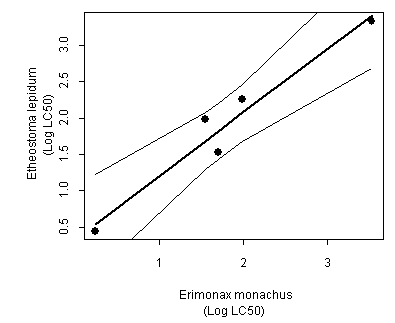 Etheostoma lepidum
(Log LC50)
3.0
2.5
2.0
1.5
1.0
0.5
1 2 3
Erimonax monachus
(Log LC50)